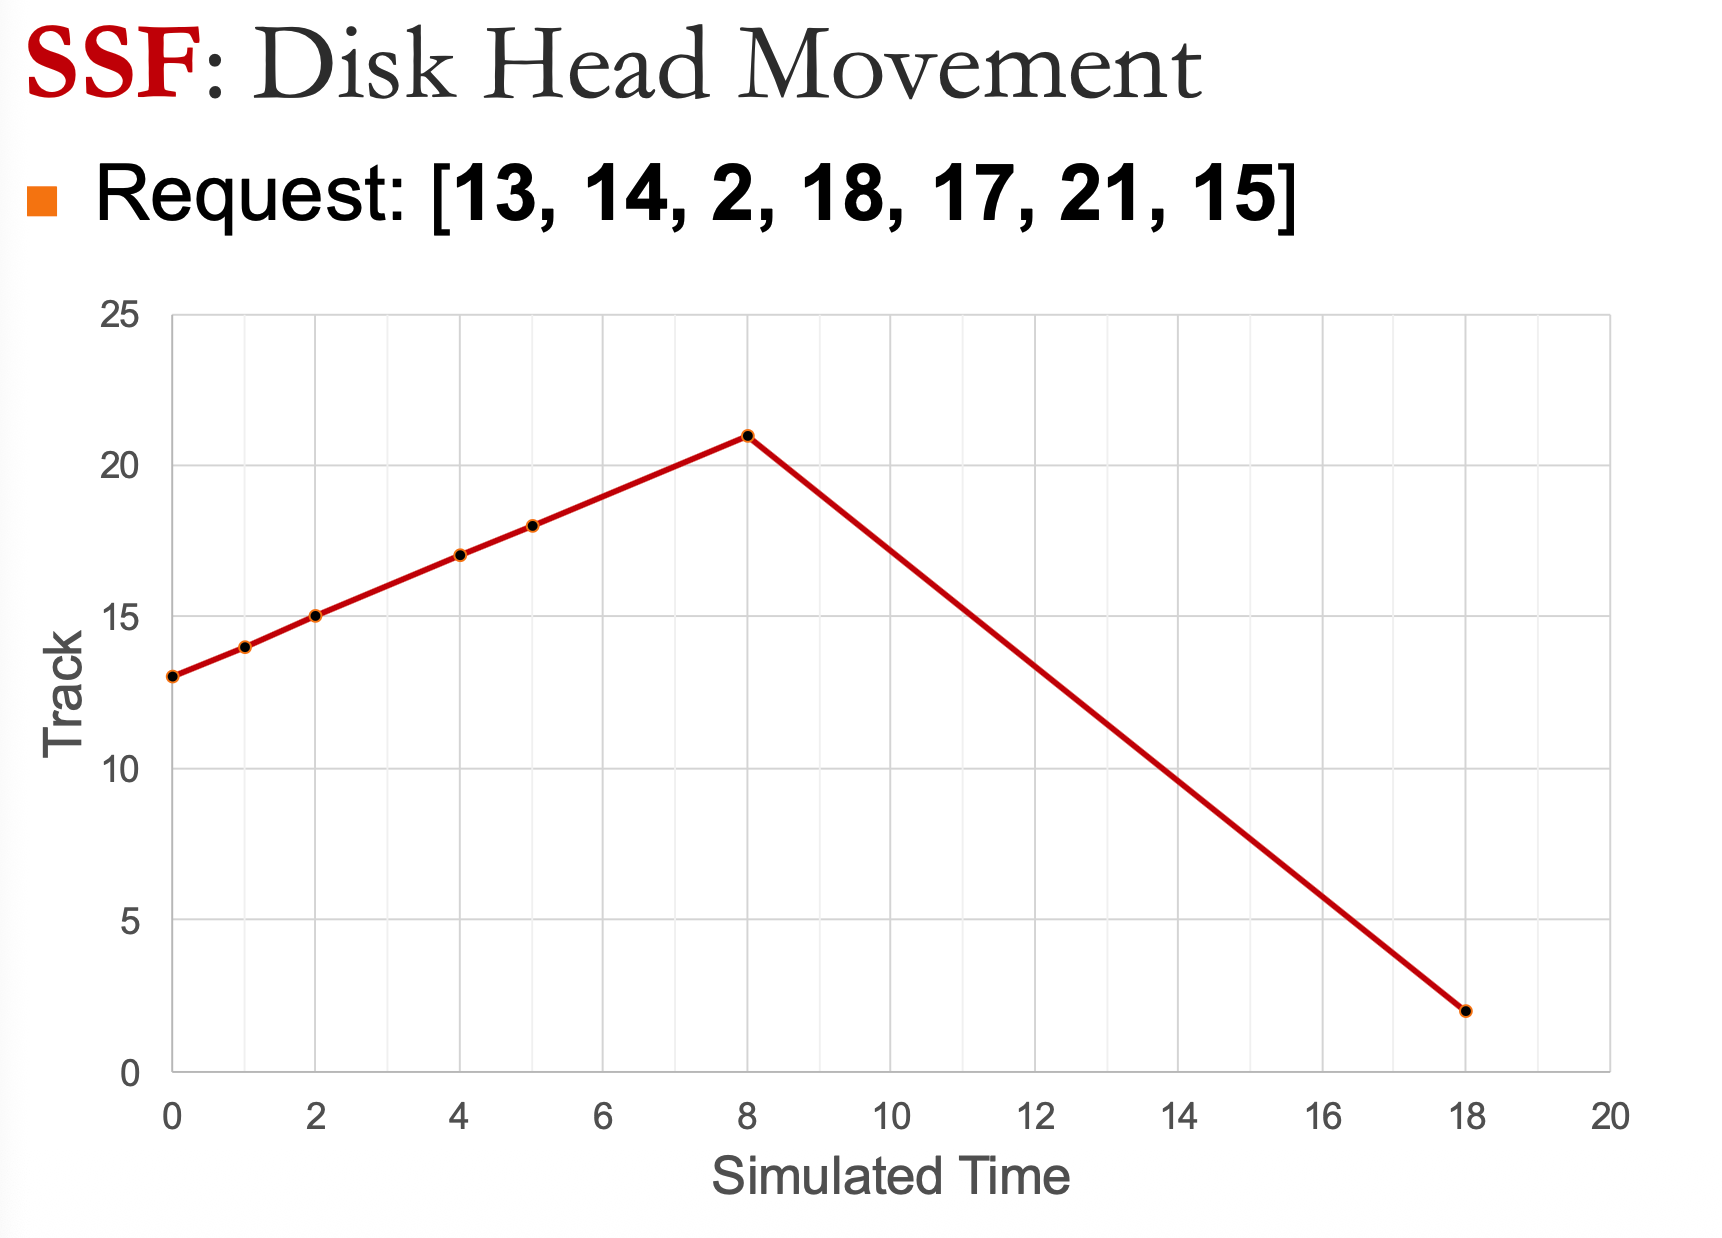 SSF: Disk Head Movement
Request: [13, 14, 2, 18, 17, 21, 15]
25
20
15
10
5
0
Track
0 2 4 6 8 10 12 14 16 18 20
Simulated Time